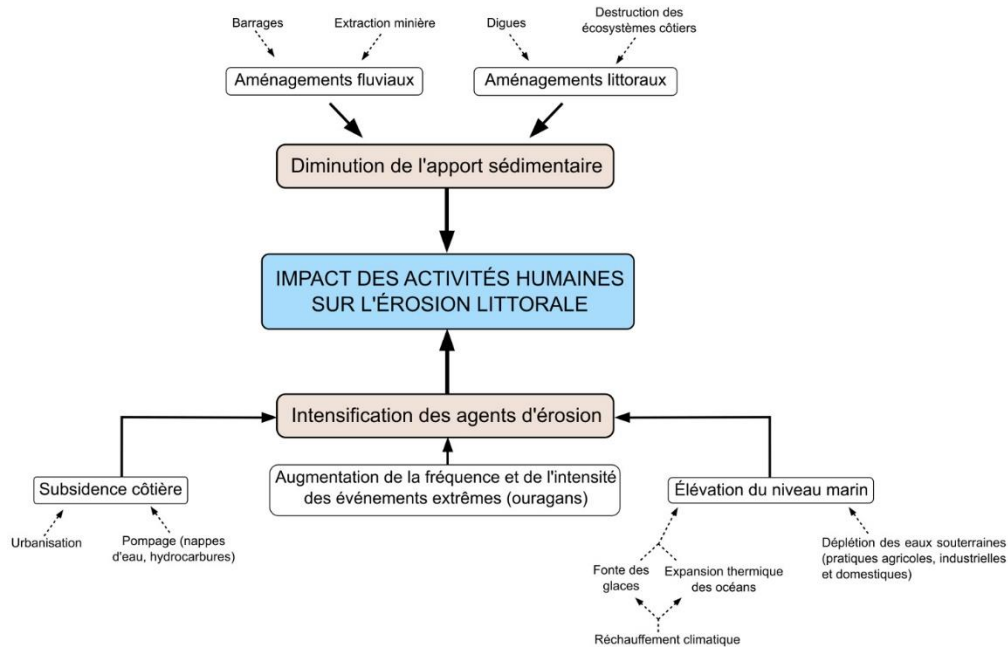 Barrages
Extraction minière
Digues
Destruction des
écosystèmes côtiers
Aménagements fluviaux
Aménagements littoraux
Diminution de l'apport sédimentaire
IMPACT DES ACTIVITÉS HUMAINES
SUR L'ÉROSION LITTORALE
Intensification des agents d'érosion
Augmentation de la fréquence et de l'intensité
des événements extrêmes (ouragans)
Subsidence côtière
Urbanisation
Pompage (nappes
d'eau, hydrocarbures)
Élévation du niveau marin
Fonte des
glaces
Expansion thermique
des océans
Réchauffement climatique
Déplétion des eaux souterraines
(pratiques agricoles, industrielles
et domestiques)